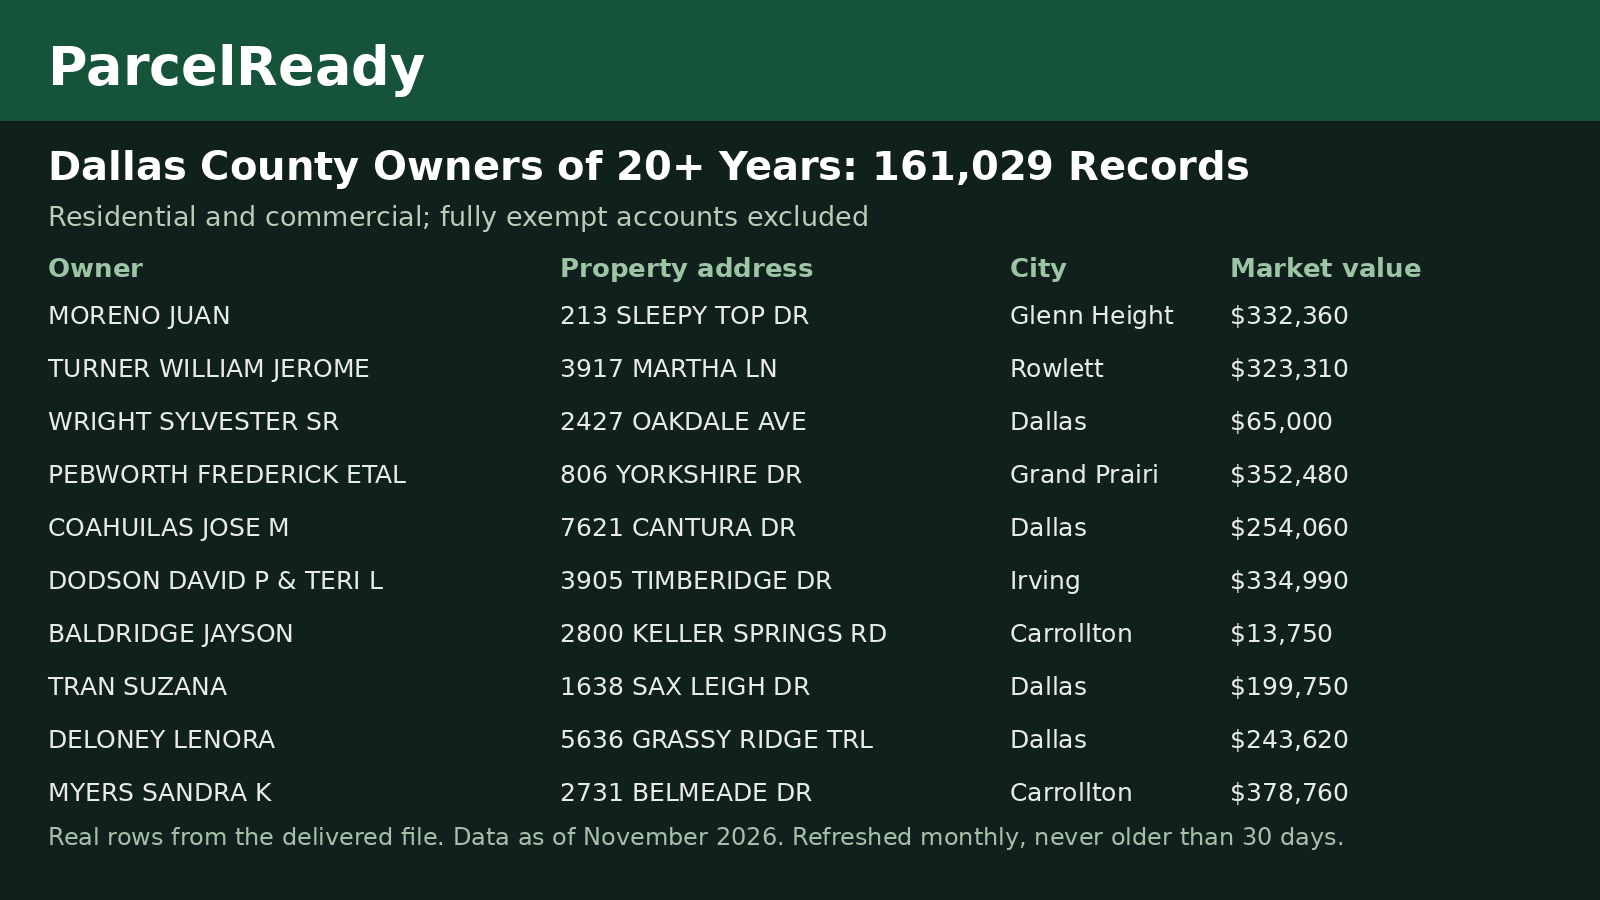 ParcelReady
Dallas County Owners of 20+ Years: 161,029 Records
Residential and commercial; fully exempt accounts excluded
Owner Property address City Market value
MORENO JUAN 213 SLEEPY TOP DR Glenn Height $332,360
TURNER WILLIAM JEROME 3917 MARTHA LN Rowlett $323,310
WRIGHT SYLVESTER SR 2427 OAKDALE AVE Dallas $65,000
PEBWORTH FREDERICK ETAL 806 YORKSHIRE DR Grand Prairi $352,480
COAHUILAS JOSE M 7621 CANTURA DR Dallas $254,060
DODSON DAVID P & TERI L 3905 TIMBERIDGE DR Irving $334,990
BALDRIDGE JAYSON 2800 KELLER SPRINGS RD Carrollton $13,750
TRAN SUZANA 1638 SAX LEIGH DR Dallas $199,750
DELONEY LENORA 5636 GRASSY RIDGE TRL Dallas $243,620
MYERS SANDRA K 2731 BELMEADE DR Carrollton $378,760
Real rows from the delivered file. Data as of November 2026. Refreshed monthly, never older than 30 days.